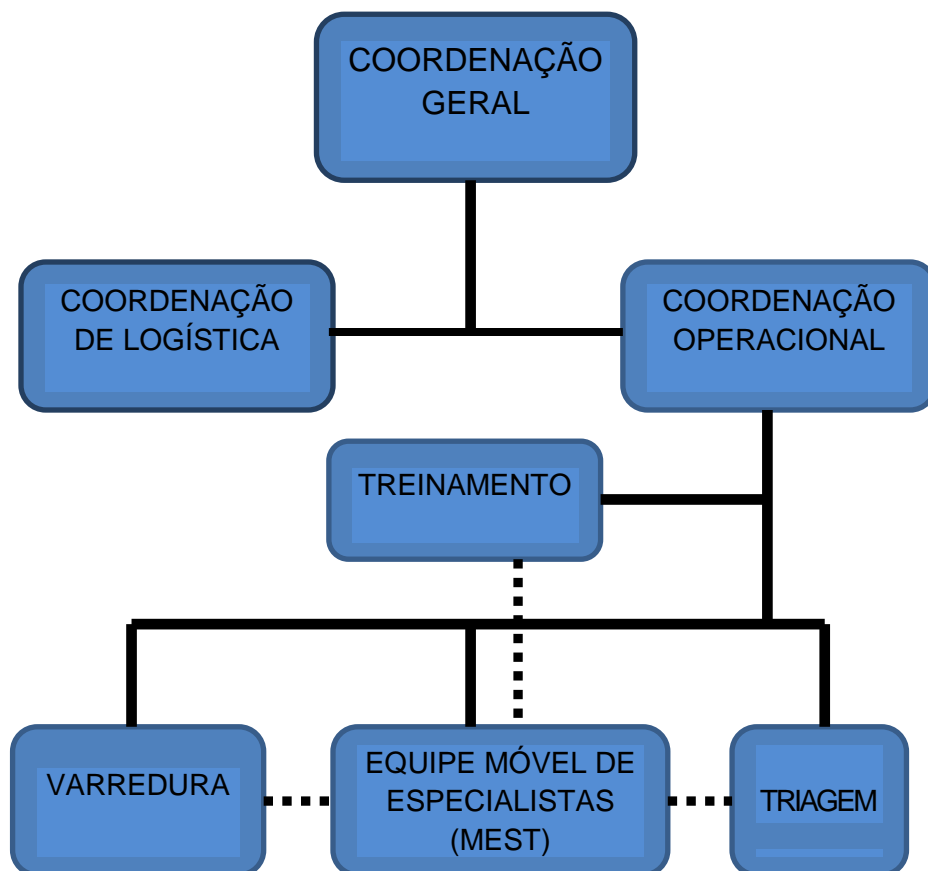 COORDENAÇÃO
GERAL
COORDENAÇÃO
DE LOGÍSTICA
COORDENAÇÃO
OPERACIONAL
TREINAMENTO
VARREDURA
EQUIPE MÓVEL DE
ESPECIALISTAS
(MEST)
TRIAGEM